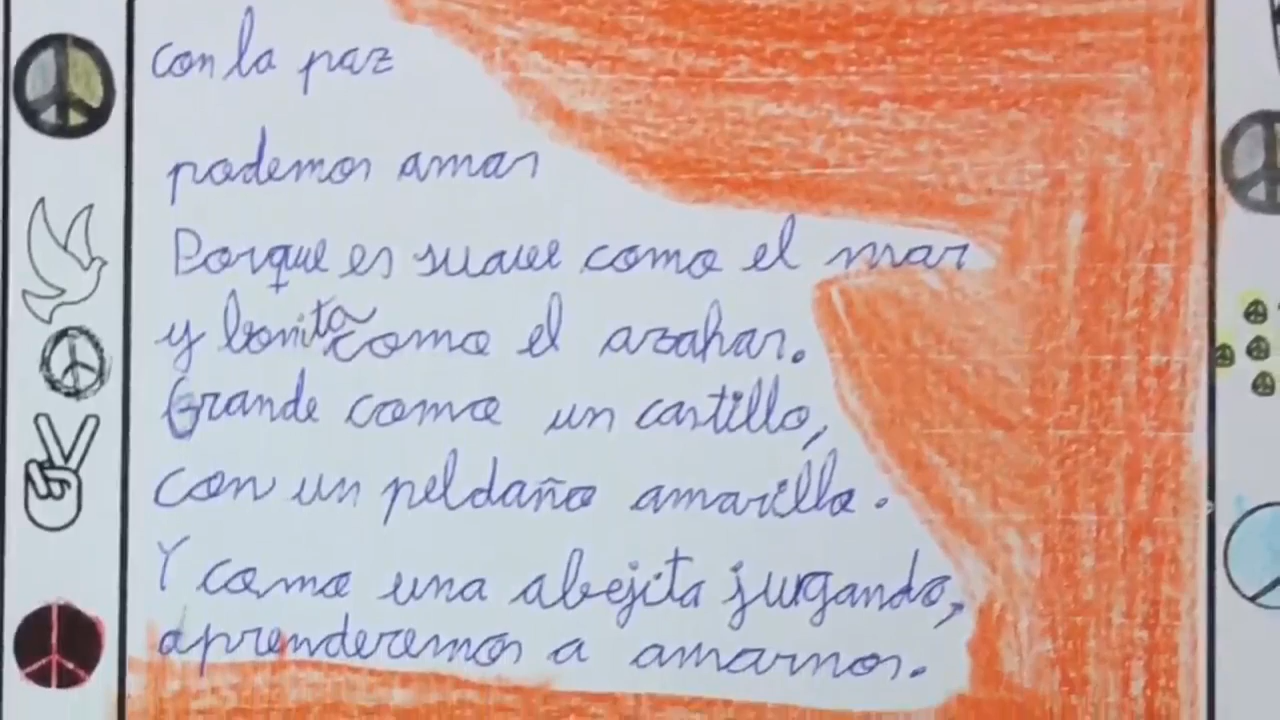 con la paz
podemos amar
Porque es suave como el mar
y bonita como el azahar.
Grande como un castillo,
con un peldaño amarillo.
Y como una abejita jurgando,
aprenderemos a amarnos.